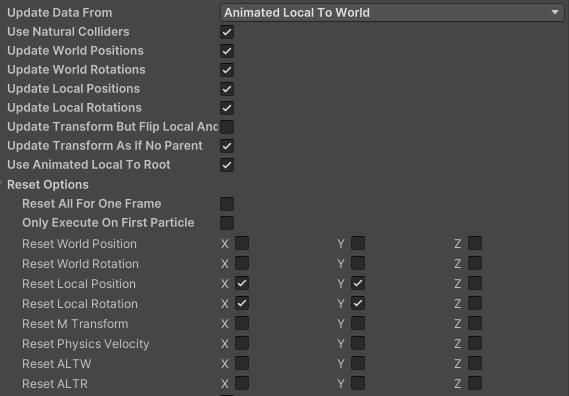 Update Data From Animated Local To World
Use Natural Colliders
Update World Positions
Update World Rotations
Update Local Positions
Update Local Rotations
Update Transform But Flip Local Anc
Update Transform As If No Parent
Use Animated Local To Root
Reset Options
Reset All For One Frame
Only Execute On First Particle
Reset World Position X Y Z
Reset World Rotation X Y Z
Reset Local Position X Y Z
Reset Local Rotation X Y Z
Reset M Transform X Y Z
Reset Physics Velocity X Y Z
Reset ALTW X Y Z
Reset ALTR X Y Z